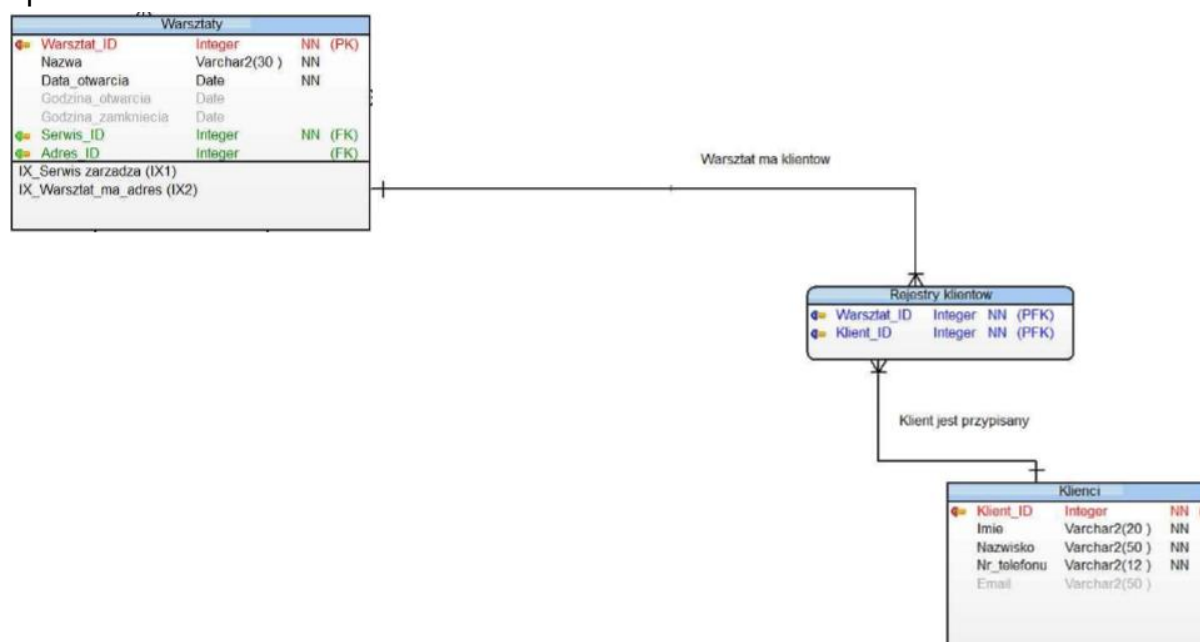 Warsztaty
Warsztat_ID Integer NN (PK)
Nazwa Varchar2(30 ) NN
Data_otwarcia Date NN
Godzina_otwarcia Date
Godzina_zamkniecia Date
Serwis_ID Integer NN (FK)
Adres_ID Integer (FK)
IX_Serwis zarzadza (IX1)
IX_Warsztat_ma_adres (IX2)
Warsztat ma klientow
Rejestry klientow
Warsztat_ID Integer NN (PFK)
Klient_ID Integer NN (PFK)
Klient jest przypisany
Klienci
Klient_ID Integer NN
Imie Varchar2(20 ) NN
Nazwisko Varchar2(50 ) NN
Nr_telefonu Varchar2(12 ) NN
Email Varchar2(50 )